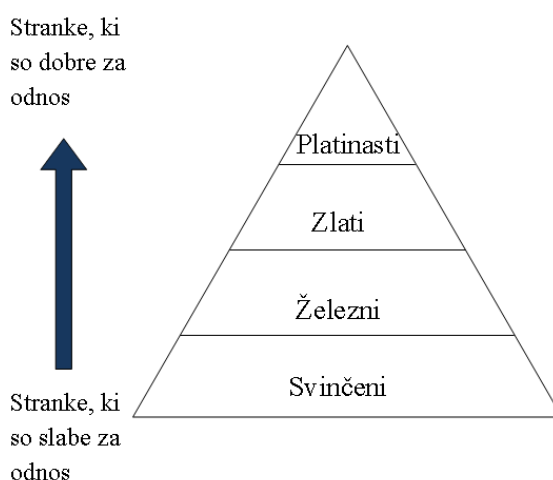 Stranke, ki
so dobre za
odnos
Platinasti
Zlati
Železni
Svinčeni
Stranke, ki
so slabe za
odnos